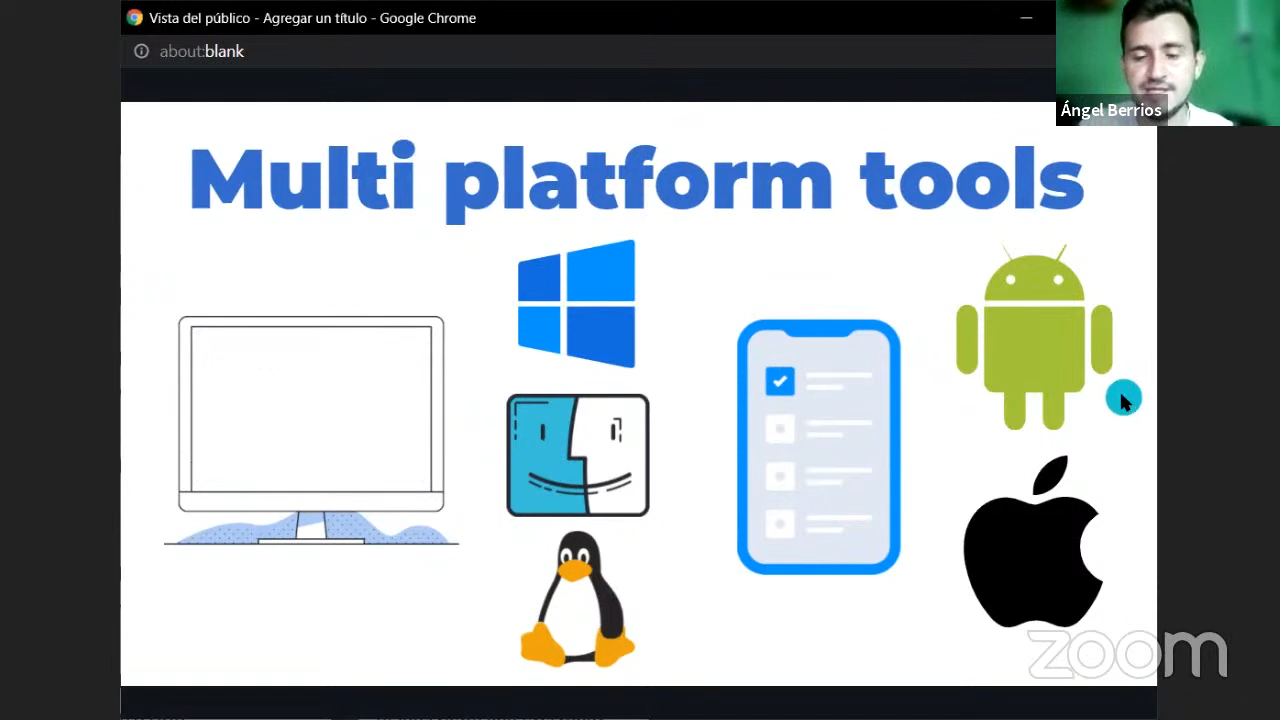 Vista del público - Agregar un título - Google Chrome
about:blank
Ángel Berrios
Multi platform tools
zoom